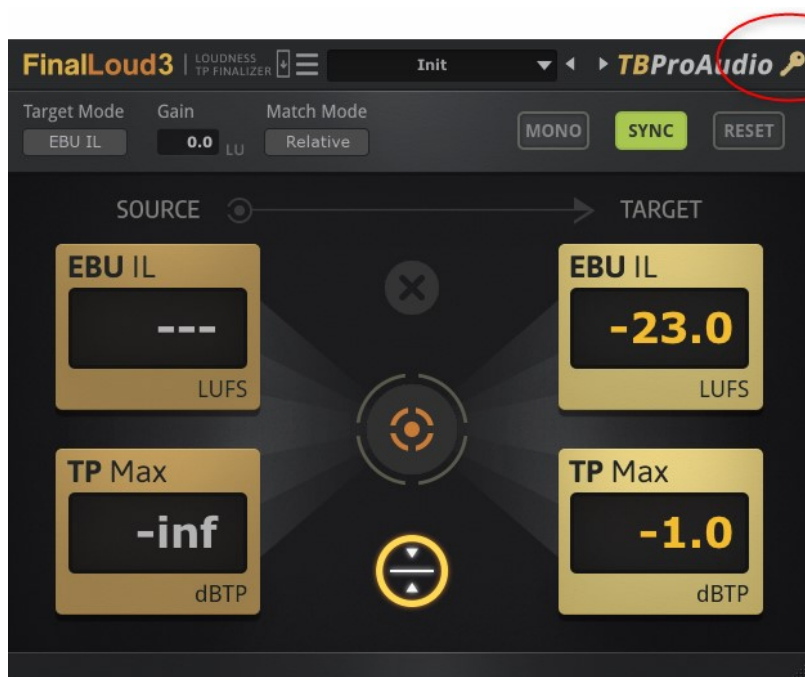 FinalLoud3 LOUDNESS TP FINALIZER Init TBProAudio
Target Mode Gain Match Mode
EBU IL 0.0 LU Relative MONO SYNC RESET
SOURCE TARGET
EBU IL EBU IL
--- -23.0
LUFS LUFS
TP Max TP Max
-inf -1.0
dBTP dBTP